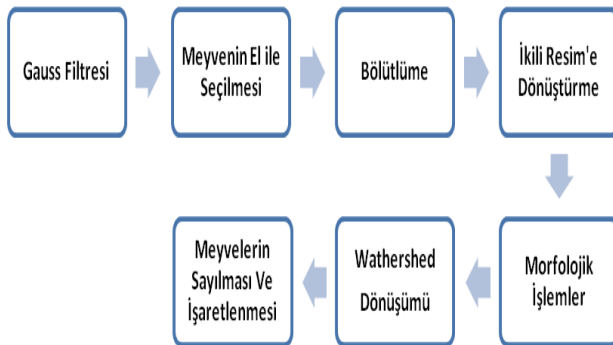 Gauss Filtresi
Meyvenin El ile
Seçilmesi
Bölütlüme
İkili Resim'e
Dönüştürme
Morfolojik
İşlemler
Wathershed
Dönüşümü
Meyvelerin
Sayılması Ve
İşaretlenmesi